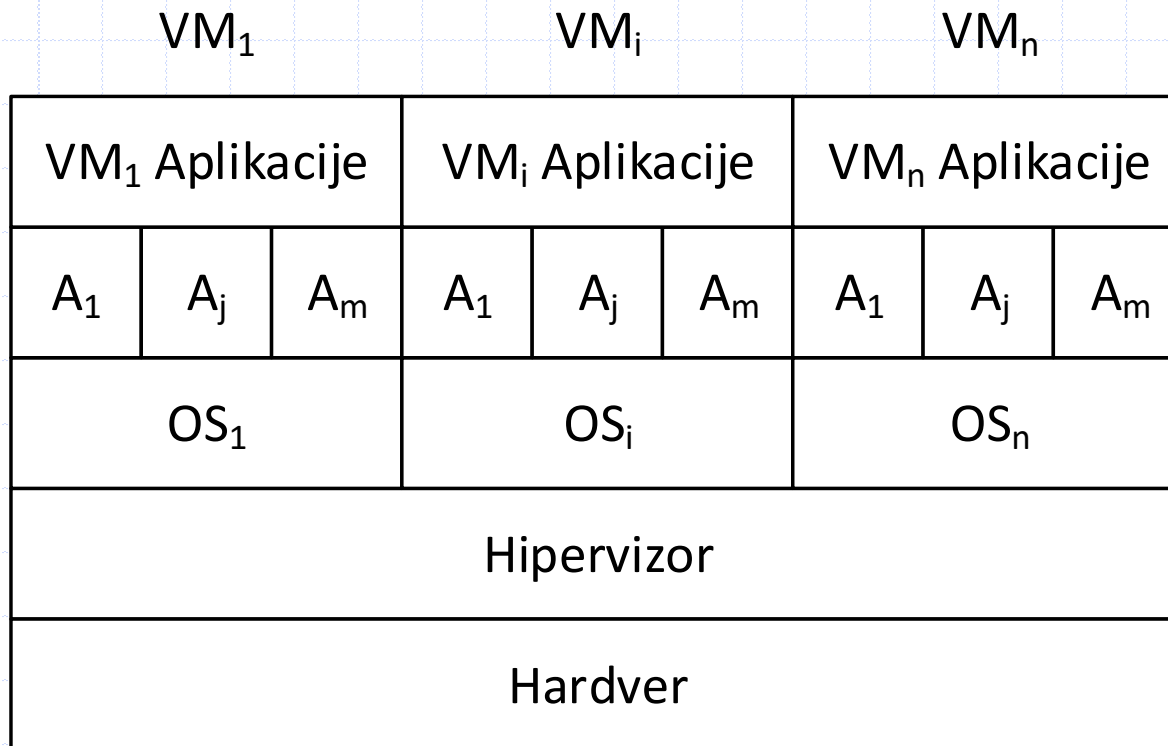 VM₁ VMᵢ VMₙ
VM₁ Aplikacije VMᵢ Aplikacije VMₙ Aplikacije
A₁ Aⱼ Aₘ A₁ Aⱼ Aₘ A₁ Aⱼ Aₘ
OS₁ OSᵢ OSₙ
Hipervizor
Hardver